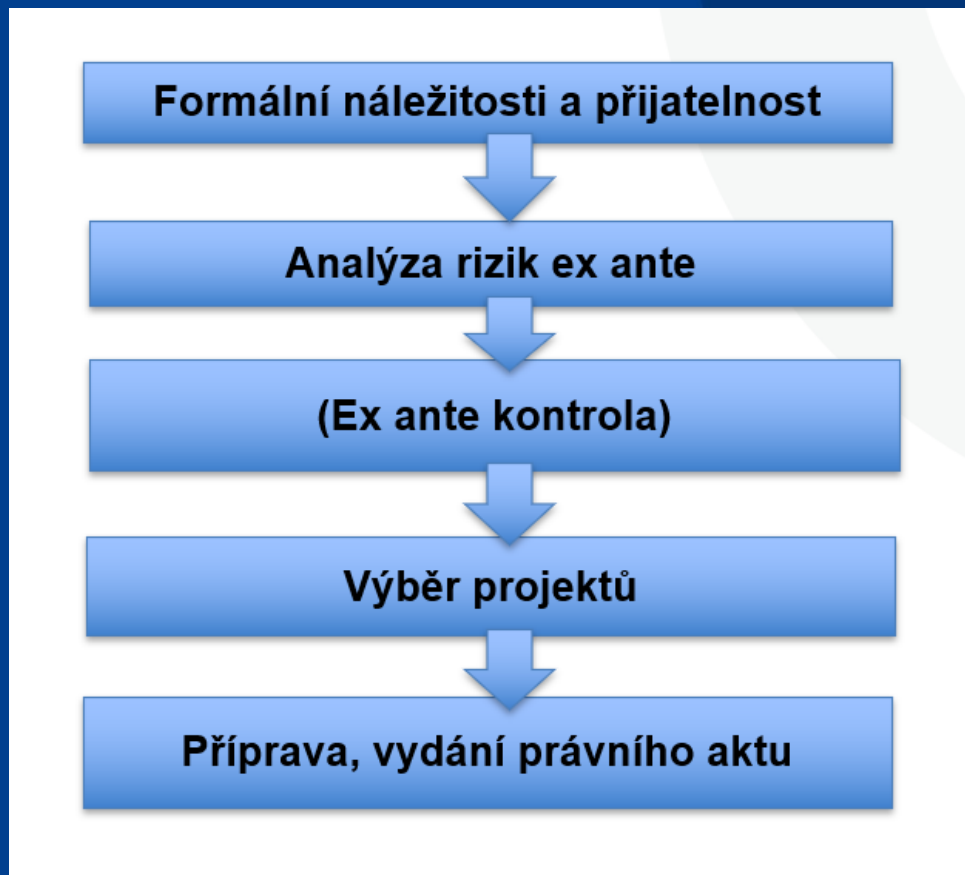 Formální náležitosti a přijatelnost
Analýza rizik ex ante
(Ex ante kontrola)
Výběr projektů
Příprava, vydání právního aktu